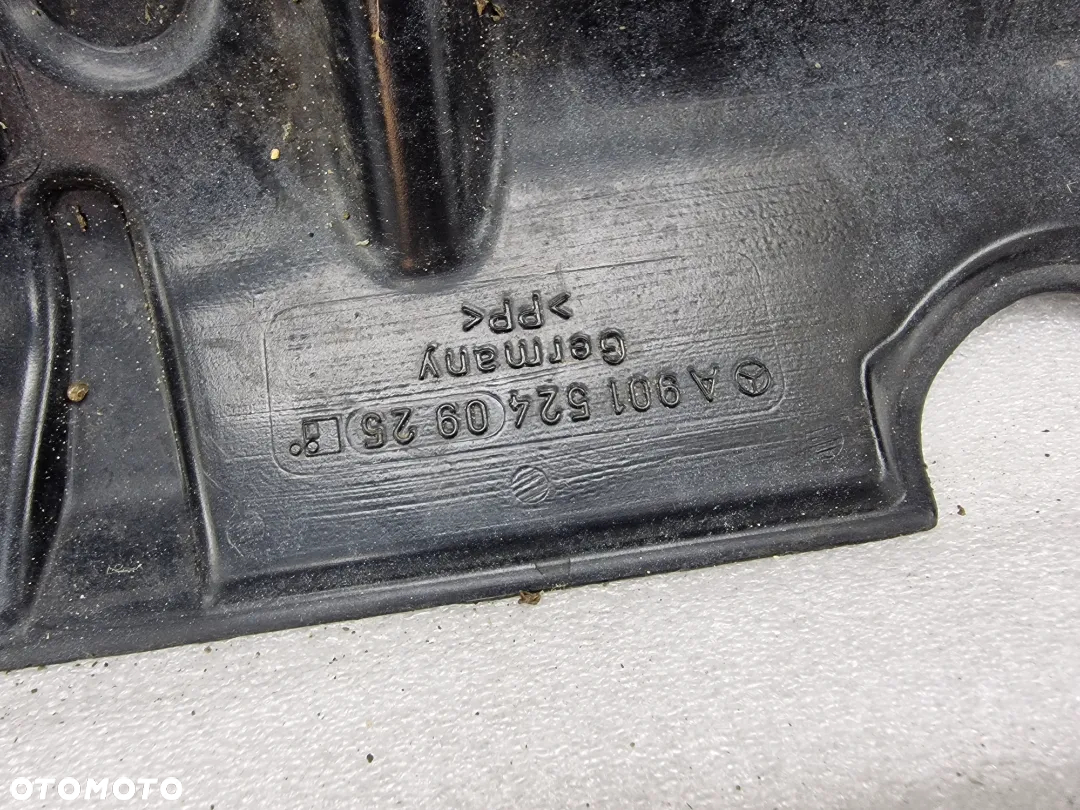 A 901 524 09 25
Germany
>PP<
OTOMOTO